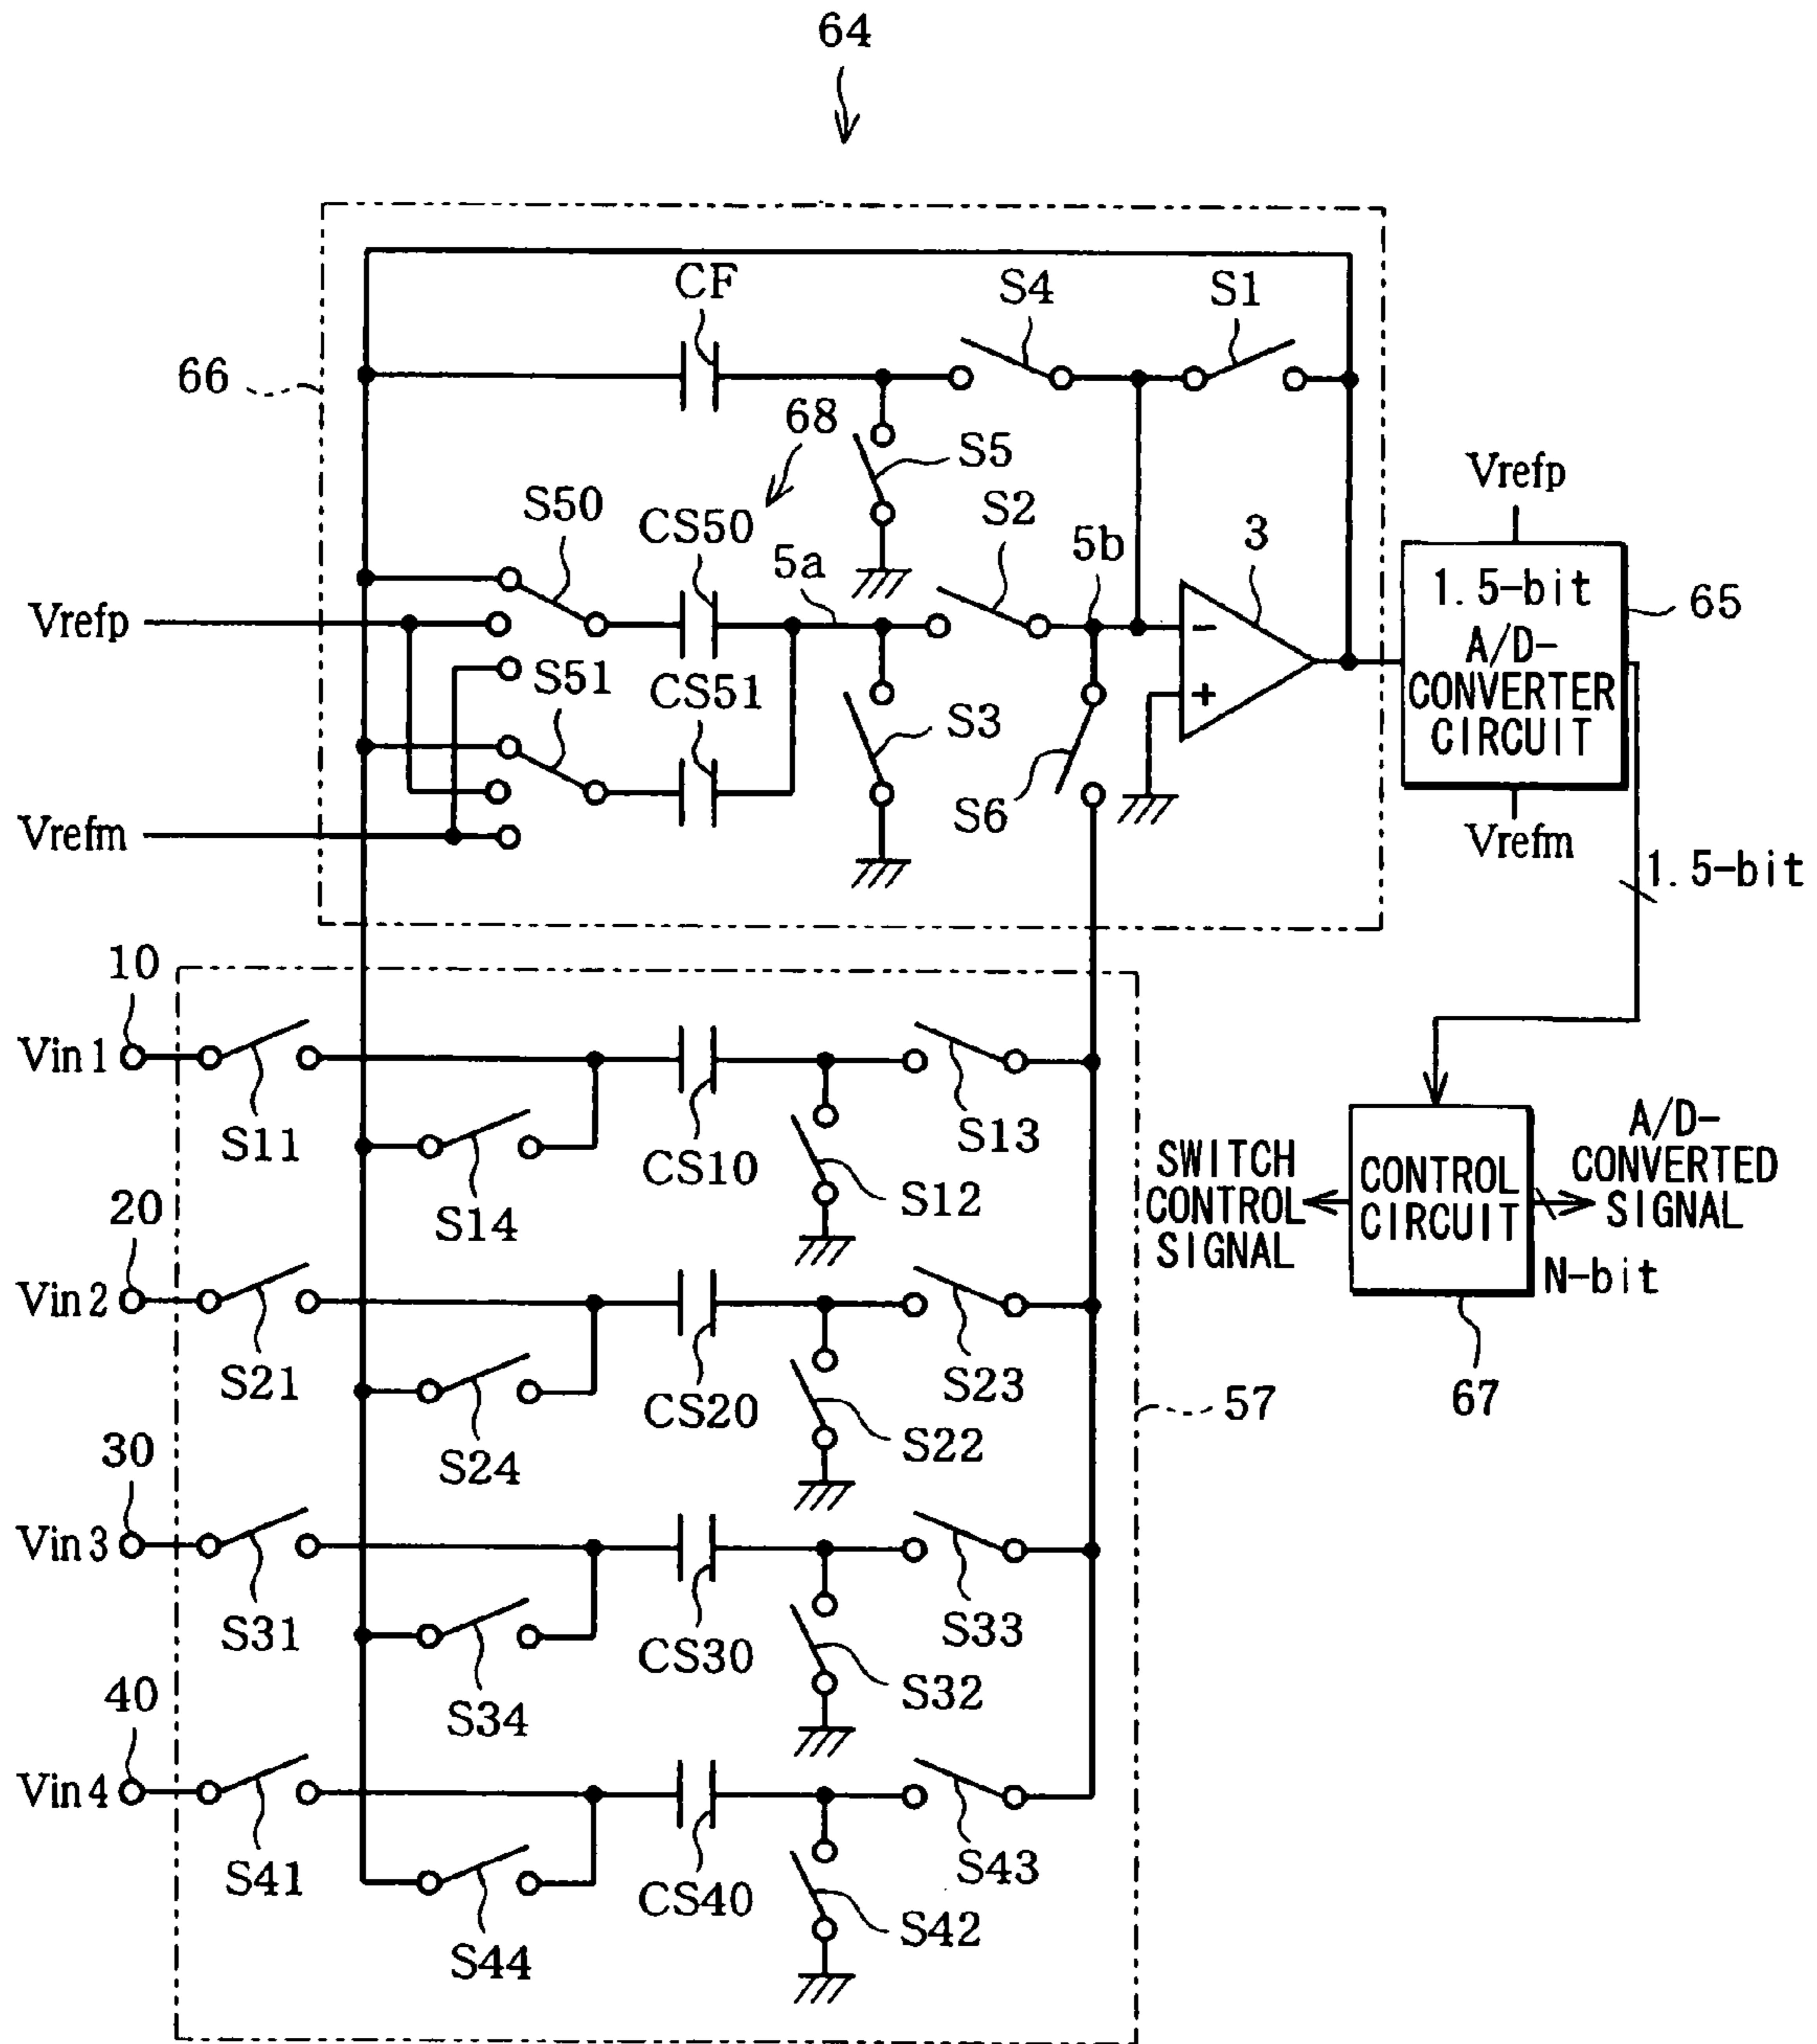 64
CF
S4
S1
66
68
S5
S50
CS50
S2
5a
5b
3
Vrefp
Vrefp
1.5-bit
A/D-
CONVERTER
CIRCUIT
65
S51
CS51
S3
S6
-
+
Vrefm
Vrefm
1.5-bit
10
Vin1
S11
S14
CS10
S12
S13
SWITCH
CONTROL
SIGNAL
CONTROL
CIRCUIT
A/D-
CONVERTED
SIGNAL
N-bit
67
20
Vin2
S21
S24
CS20
S22
S23
57
30
Vin3
S31
S34
CS30
S32
S33
40
Vin4
S41
S44
CS40
S42
S43